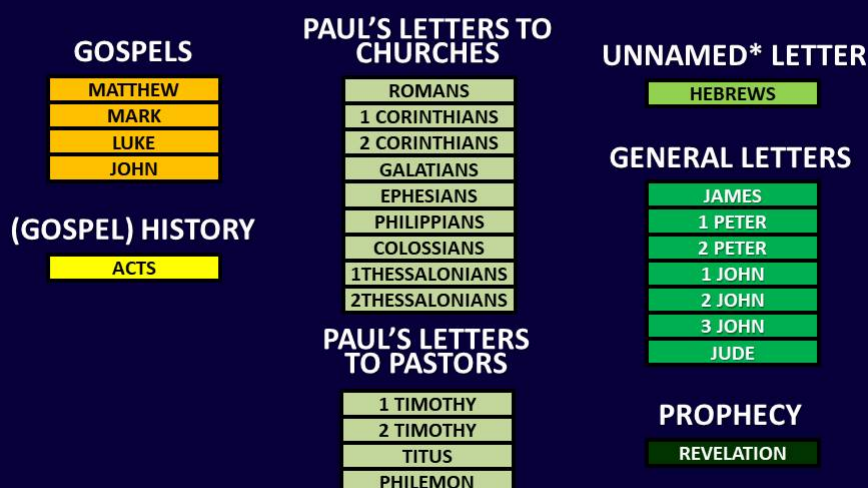 GOSPELS
MATTHEW
MARK
LUKE
JOHN
(GOSPEL) HISTORY
ACTS
PAUL'S LETTERS TO
CHURCHES
ROMANS
1 CORINTHIANS
2 CORINTHIANS
GALATIANS
EPHESIANS
PHILIPPIANS
COLOSSIANS
1THESSALONIANS
2THESSALONIANS
PAUL'S LETTERS
TO PASTORS
1 TIMOTHY
2 TIMOTHY
TITUS
PHILEMON
UNNAMED* LETTER
HEBREWS
GENERAL LETTERS
JAMES
1 PETER
2 PETER
1 JOHN
2 JOHN
3 JOHN
JUDE
PROPHECY
REVELATION